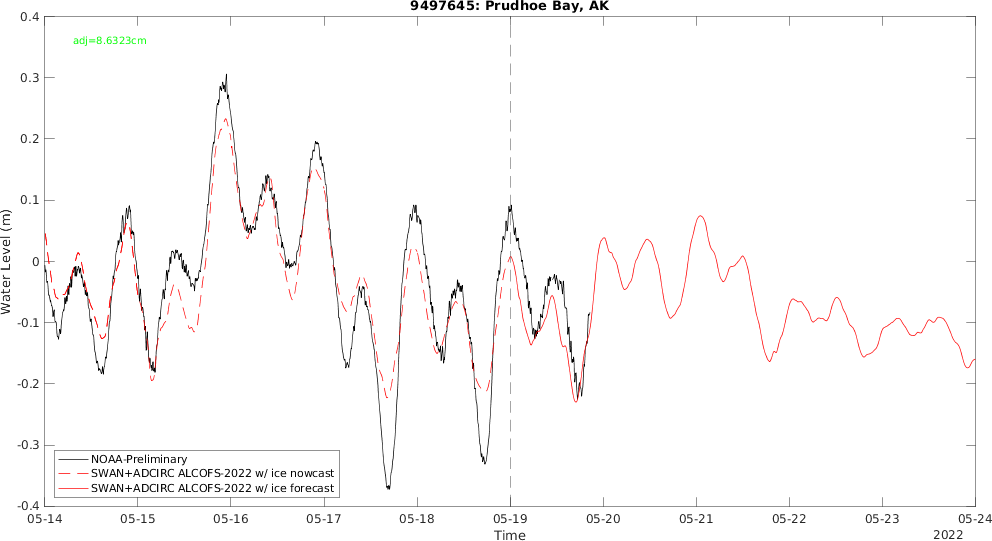 9497645: Prudhoe Bay, AK
adj=8.6323cm
Water Level (m)
0.4
0.3
0.2
0.1
0
-0.1
-0.2
-0.3
-0.4
NOAA-Preliminary
SWAN+ADCIRC ALCOFS-2022 w/ ice nowcast
SWAN+ADCIRC ALCOFS-2022 w/ ice forecast
05-14 05-15 05-16 05-17 05-18 05-19 05-20 05-21 05-22 05-23 05-24
Time
2022